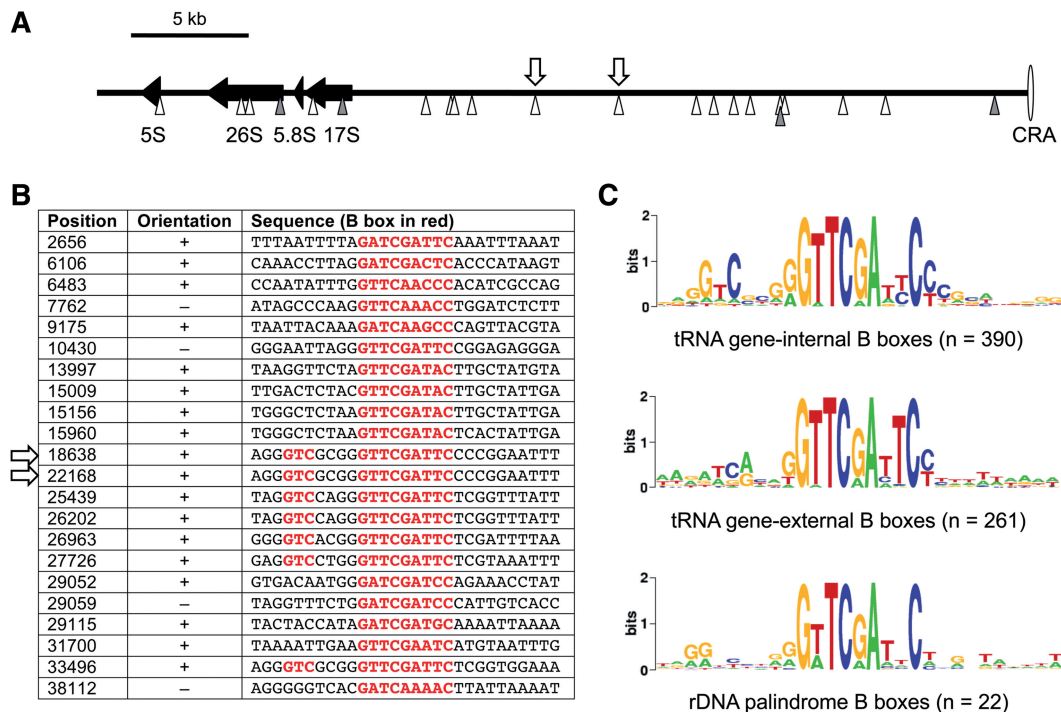 A
5 kb
5S
26S
5.8S
17S
CRA
B
Position Orientation Sequence (B box in red)
2656 + TTTAATTTTAGATCGATTCAAATTTAAAT
6106 + CAAACCTTAGGATCGACTCACCCATAAGT
6483 + CCAATATTTGGTTCAACCCACATCGCCAG
7762 – ATAGCCCAAGGTTCAAACCTGGATCTCTT
9175 + TAATTACAAAGATCAAGCCCAGTTACGTA
10430 – GGGAATTAGGGTTCGATTCCGGAGAGGGA
13997 + TAAGGTTCTAGTTCGATACTTGCTATGTA
15009 + TTGACTCTACGTTCGATACTTGCTATTGA
15156 + TGGGCTCTAAGTTCGATACTTGCTATTGA
15960 + TGGGCTCTAAGTTCGATACTCACTATTGA
18638 + AGGGTCGCGGGTTCGATTCCCCGGAATTT
22168 + AGGGTCGCGGGTTCGATTCCCCGGAATTT
25439 + TAGGTCCAGGGTTCGATTCTCGGTTTATT
26202 + TAGGTCCAGGGTTCGATTCTCGGTTTATT
26963 + GGGGTCACGGGTTCGATTCTCGATTTTAA
27726 + GAGGTCCTGGGTTCGATTCTCGTAAATTT
29052 + GTGACAATGGGATCGATCCAGAAACCTAT
29059 – TAGGTTTCTGGATCGATCCCATTGTCACC
29115 + TACTACCATAGATCGATGCAAAATTAAAA
31700 + TAAAATTGAAGTTCGAATCATGTAATTTG
33496 + AGGGTCGCGGGTTCGATTCTCGGTGGAAA
38112 – AGGGGGTCACGATCAAAACTTATTAAAAT
C
2
1
0
bits
tRNA gene-internal B boxes (n = 390)
2
1
0
bits
tRNA gene-external B boxes (n = 261)
2
1
0
bits
rDNA palindrome B boxes (n = 22)